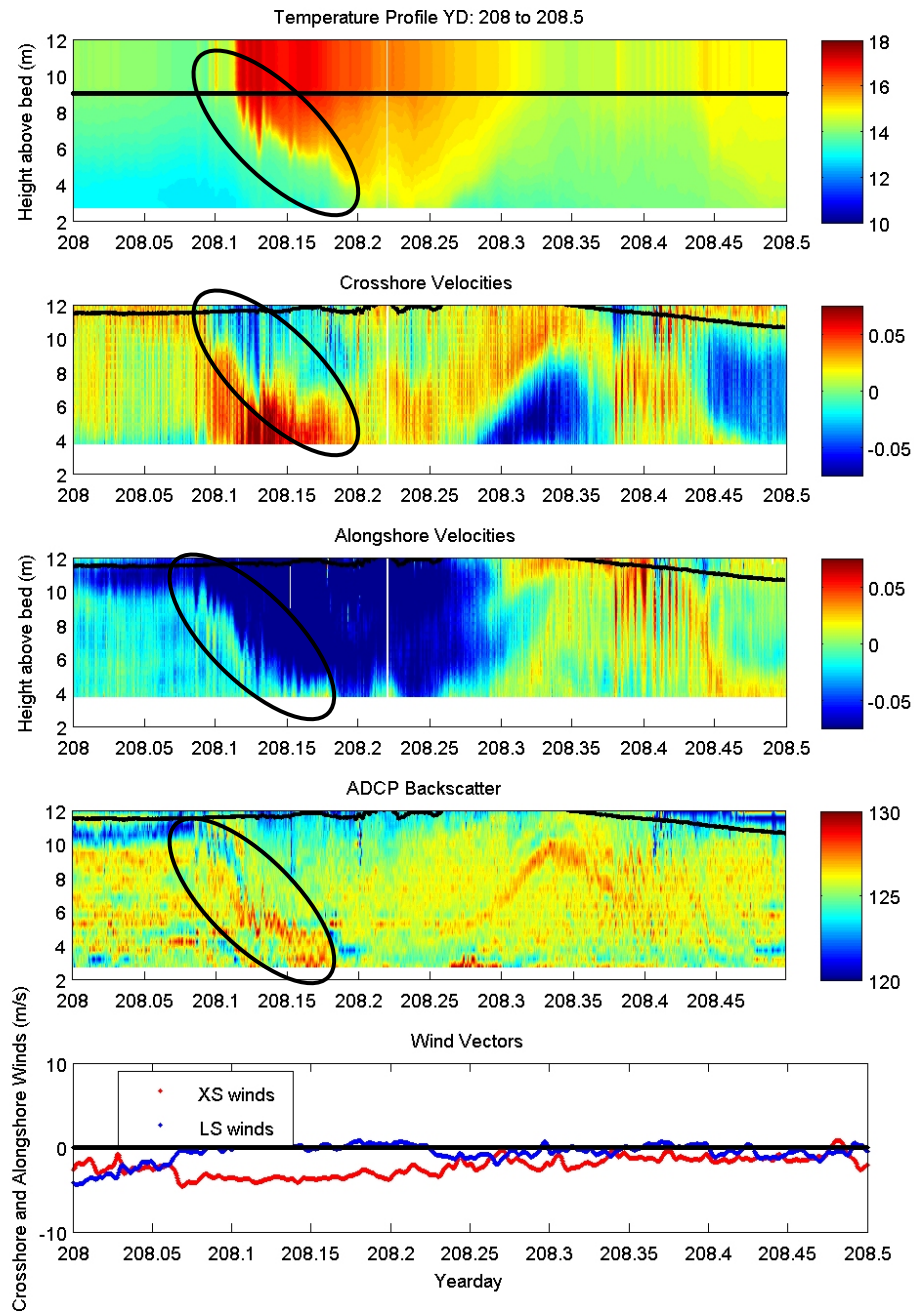 Temperature Profile YD: 208 to 208.5
Height above bed (m)
12
10
8
6
4
2
208 208.05 208.1 208.15 208.2 208.25 208.3 208.35 208.4 208.45 208.5
18
16
14
12
10
Crosshore Velocities
12
10
8
6
4
2
208 208.05 208.1 208.15 208.2 208.25 208.3 208.35 208.4 208.45 208.5
0.05
0
-0.05
Alongshore Velocities
Height above bed (m)
12
10
8
6
4
2
208 208.05 208.1 208.15 208.2 208.25 208.3 208.35 208.4 208.45 208.5
0.05
0
-0.05
ADCP Backscatter
12
10
8
6
4
2
208 208.05 208.1 208.15 208.2 208.25 208.3 208.35 208.4 208.45
130
125
120
Wind Vectors
Crosshore and Alongshore Winds (m/s)
10
0
-10
XS winds
LS winds
208 208.05 208.1 208.15 208.2 208.25 208.3 208.35 208.4 208.45 208.5
Yearday